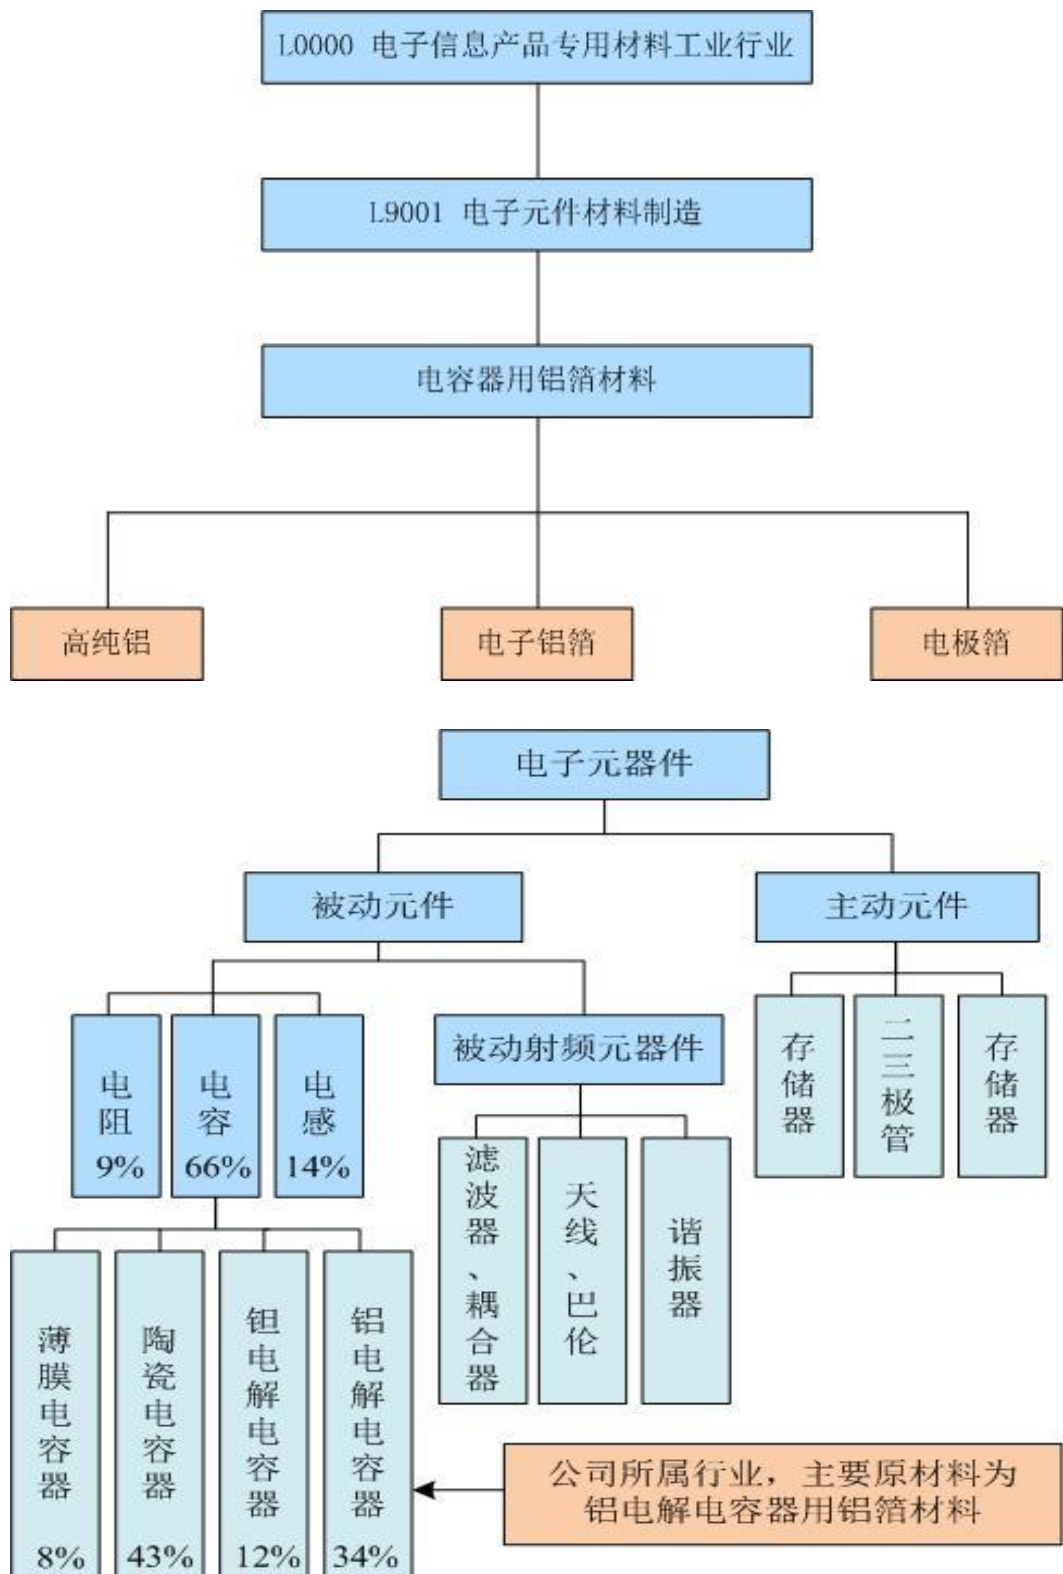 L0000 电子信息产品专用材料工业行业
L9001 电子元件材料制造
电容器用铝箔材料
高纯铝
电子铝箔
电极箔
电子元器件
被动元件
主动元件
电阻
9%
电容
66%
电感
14%
被动射频元器件
存储器
二三极管
存储器
滤波器、耦合器
天线、巴伦
谐振器
薄膜电容器
8%
陶瓷电容器
43%
钽电解电容器
12%
铝电解电容器
34%
公司所属行业，主要原材料为
铝电解电容器用铝箔材料